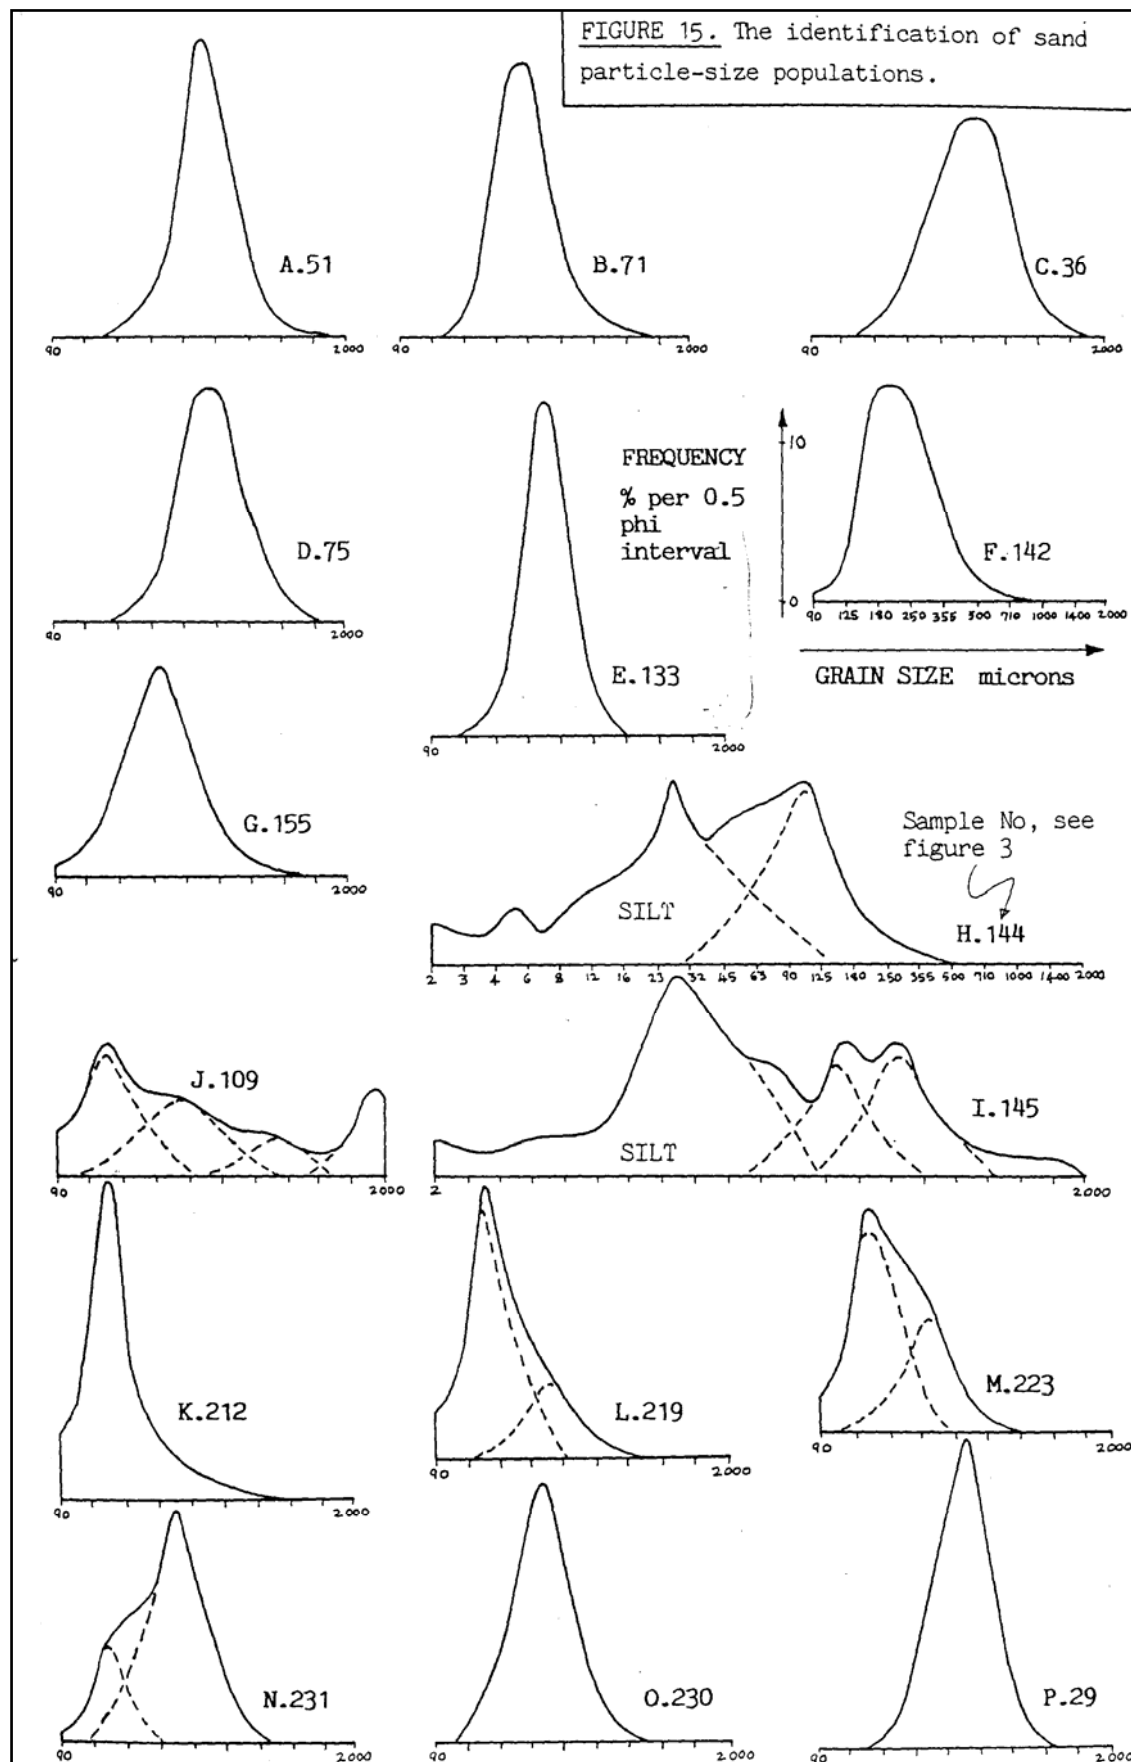 FIGURE 15. The identification of sand
particle-size populations.
A.51
B.71
C.36
90 2000
90 2000
90 2000
FREQUENCY
% per 0.5
phi
interval
10
0
D.75
E.133
F.142
90 2000
90 2000
90 125 180 250 355 500 710 1000 1400 2000
GRAIN SIZE microns
G.155
90 2000
Sample No, see
figure 3
SILT
H.144
2 3 4 6 8 12 16 23 32 45 63 90 125 180 250 355 500 710 1000 1400 2000
J.109
90 2000
SILT
I.145
2 2000
K.212
90 2000
L.219
90 2000
M.223
90 2000
N.231
90 2000
O.230
90 2000
P.29
90 2000